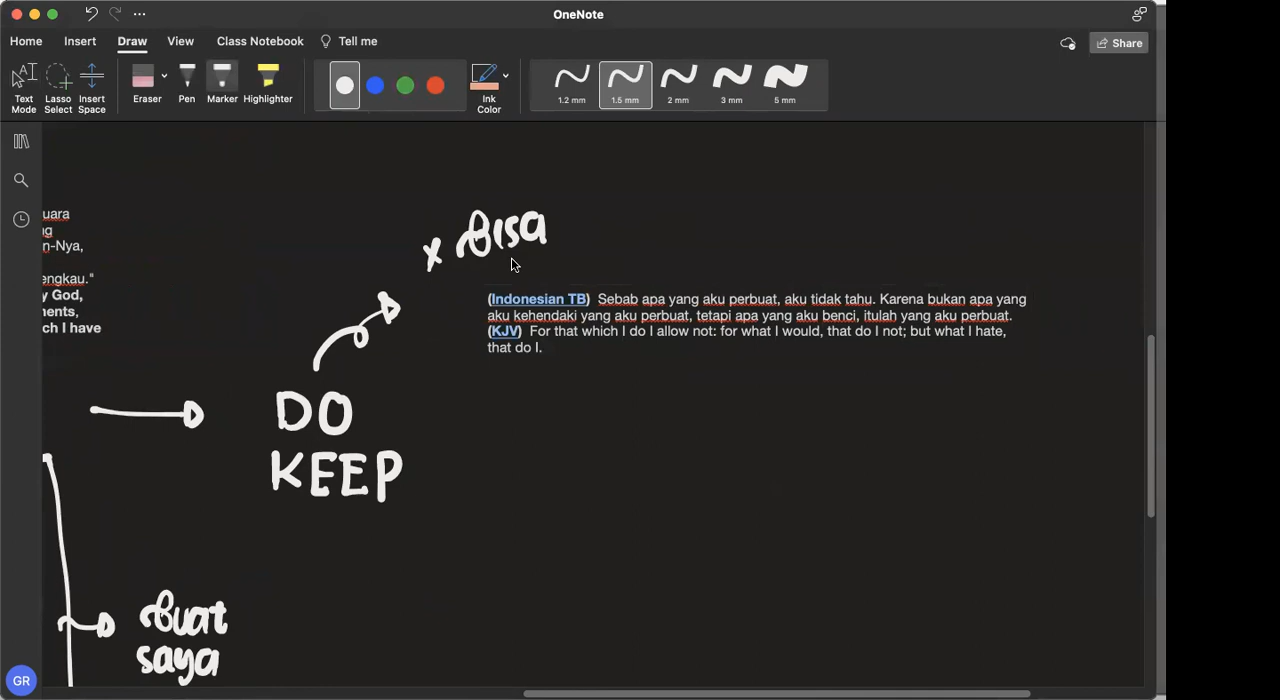 OneNote
Home Insert Draw View Class Notebook Tell me
Share
Text Mode
Lasso Select
Insert Space
Eraser
Pen
Marker
Highlighter
Ink Color
1.2 mm
1.5 mm
2 mm
3 mm
5 mm
uara
ng
n-Nya,
engkau."
y God,
nents,
ch I have
x Bisa
(Indonesian TB) Sebab apa yang aku perbuat, aku tidak tahu. Karena bukan apa yang
aku kehendaki yang aku perbuat, tetapi apa yang aku benci, itulah yang aku perbuat.
(KJV) For that which I do I allow not: for what I would, that do I not; but what I hate,
that do I.
DO
KEEP
Buat
saya
GR